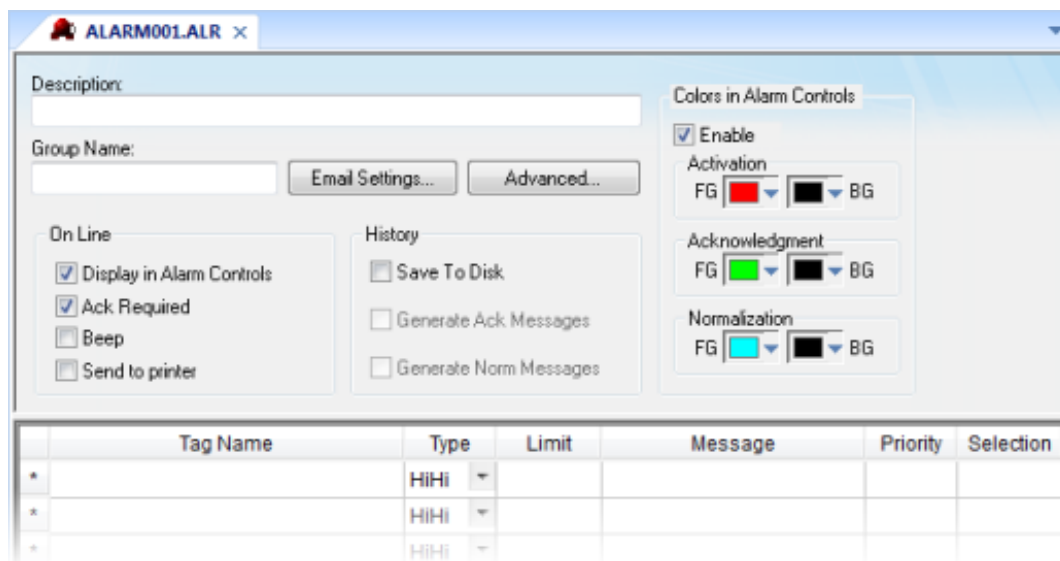 ALARM001.ALR ×
Description:
Group Name:
Email Settings...
Advanced...
On Line
Display in Alarm Controls
Ack Required
Beep
Send to printer
History
Save To Disk
Generate Ack Messages
Generate Norm Messages
Colors in Alarm Controls
Enable
Activation
FG BG
Acknowledgment
FG BG
Normalization
FG BG
Tag Name Type Limit Message Priority Selection
* HiHi
* HiHi
* HiHi